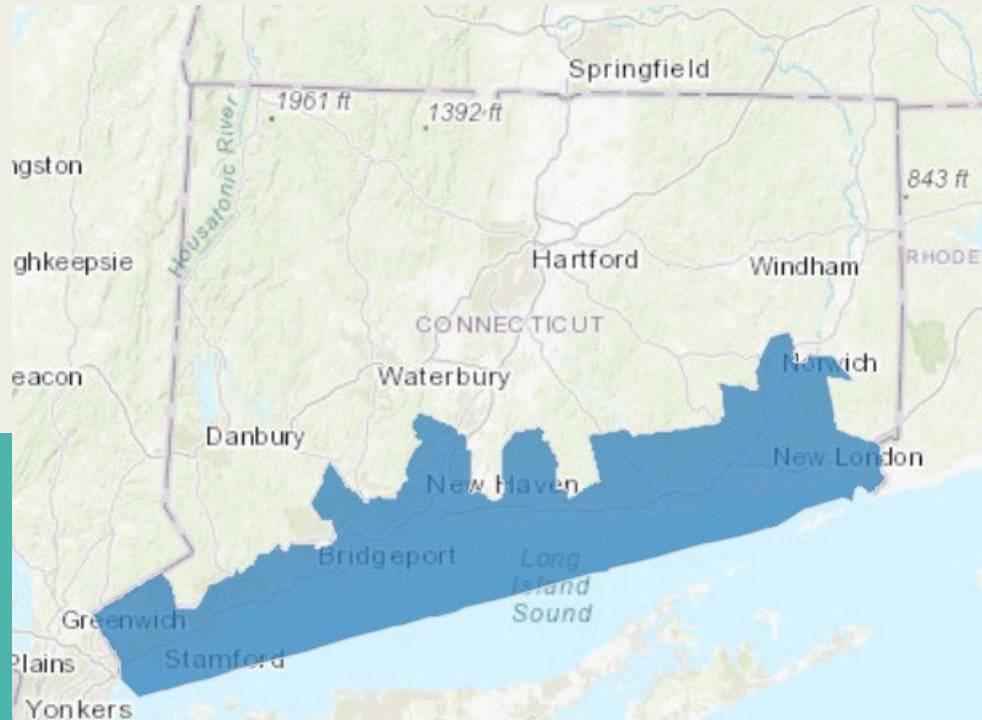 Springfield
1961 ft
1392 ft
Housatonic River
ngston
843 ft
ghkeepsie
Hartford
Windham
RHODE
CONNECTICUT
eacon
Waterbury
Norwich
Danbury
New London
New Haven
Bridgeport
Long
Island
Sound
Greenwich
Plains
Stamford
Yonkers